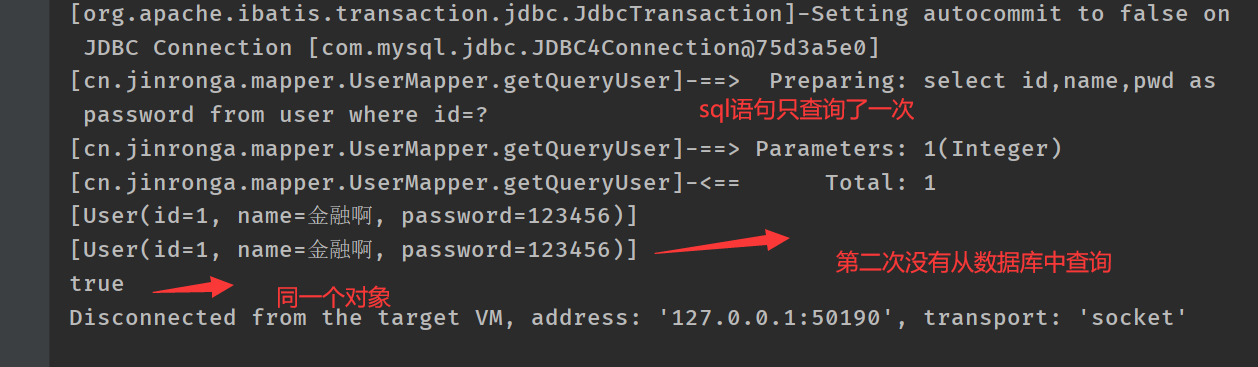 [org.apache.ibatis.transaction.jdbc.JdbcTransaction]-Setting autocommit to false on
JDBC Connection [com.mysql.jdbc.JDBC4Connection@75d3a5e0]
[cn.jinronga.mapper.UserMapper.getQueryUser]-==>  Preparing: select id,name,pwd as
password from user where id=?
sql语句只查询了一次
[cn.jinronga.mapper.UserMapper.getQueryUser]-==> Parameters: 1(Integer)
[cn.jinronga.mapper.UserMapper.getQueryUser]-<==      Total: 1
[User(id=1, name=金融啊, password=123456)]
[User(id=1, name=金融啊, password=123456)]
第二次没有从数据库中查询
true
同一个对象
Disconnected from the target VM, address: '127.0.0.1:50190', transport: 'socket'